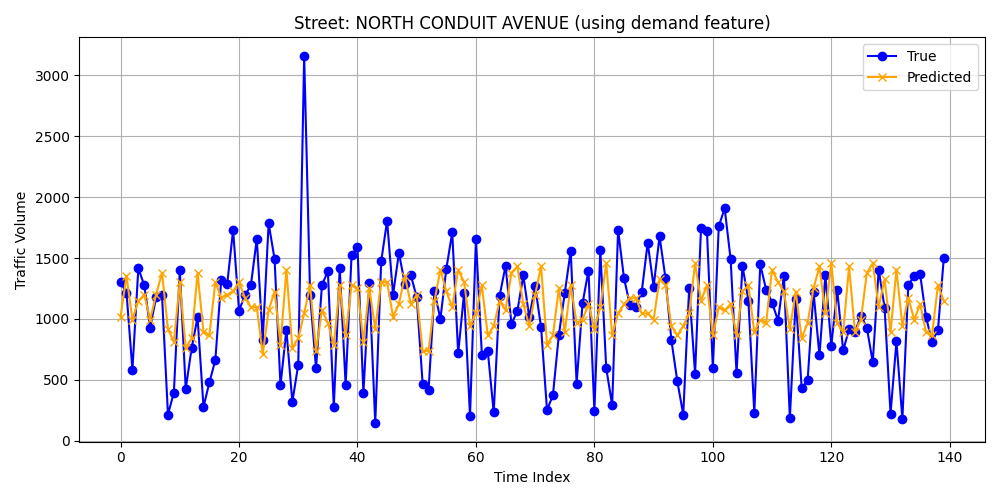 Street: NORTH CONDUIT AVENUE (using demand feature)
True
Predicted
Traffic Volume
3000
2500
2000
1500
1000
500
0
0 20 40 60 80 100 120 140
Time Index